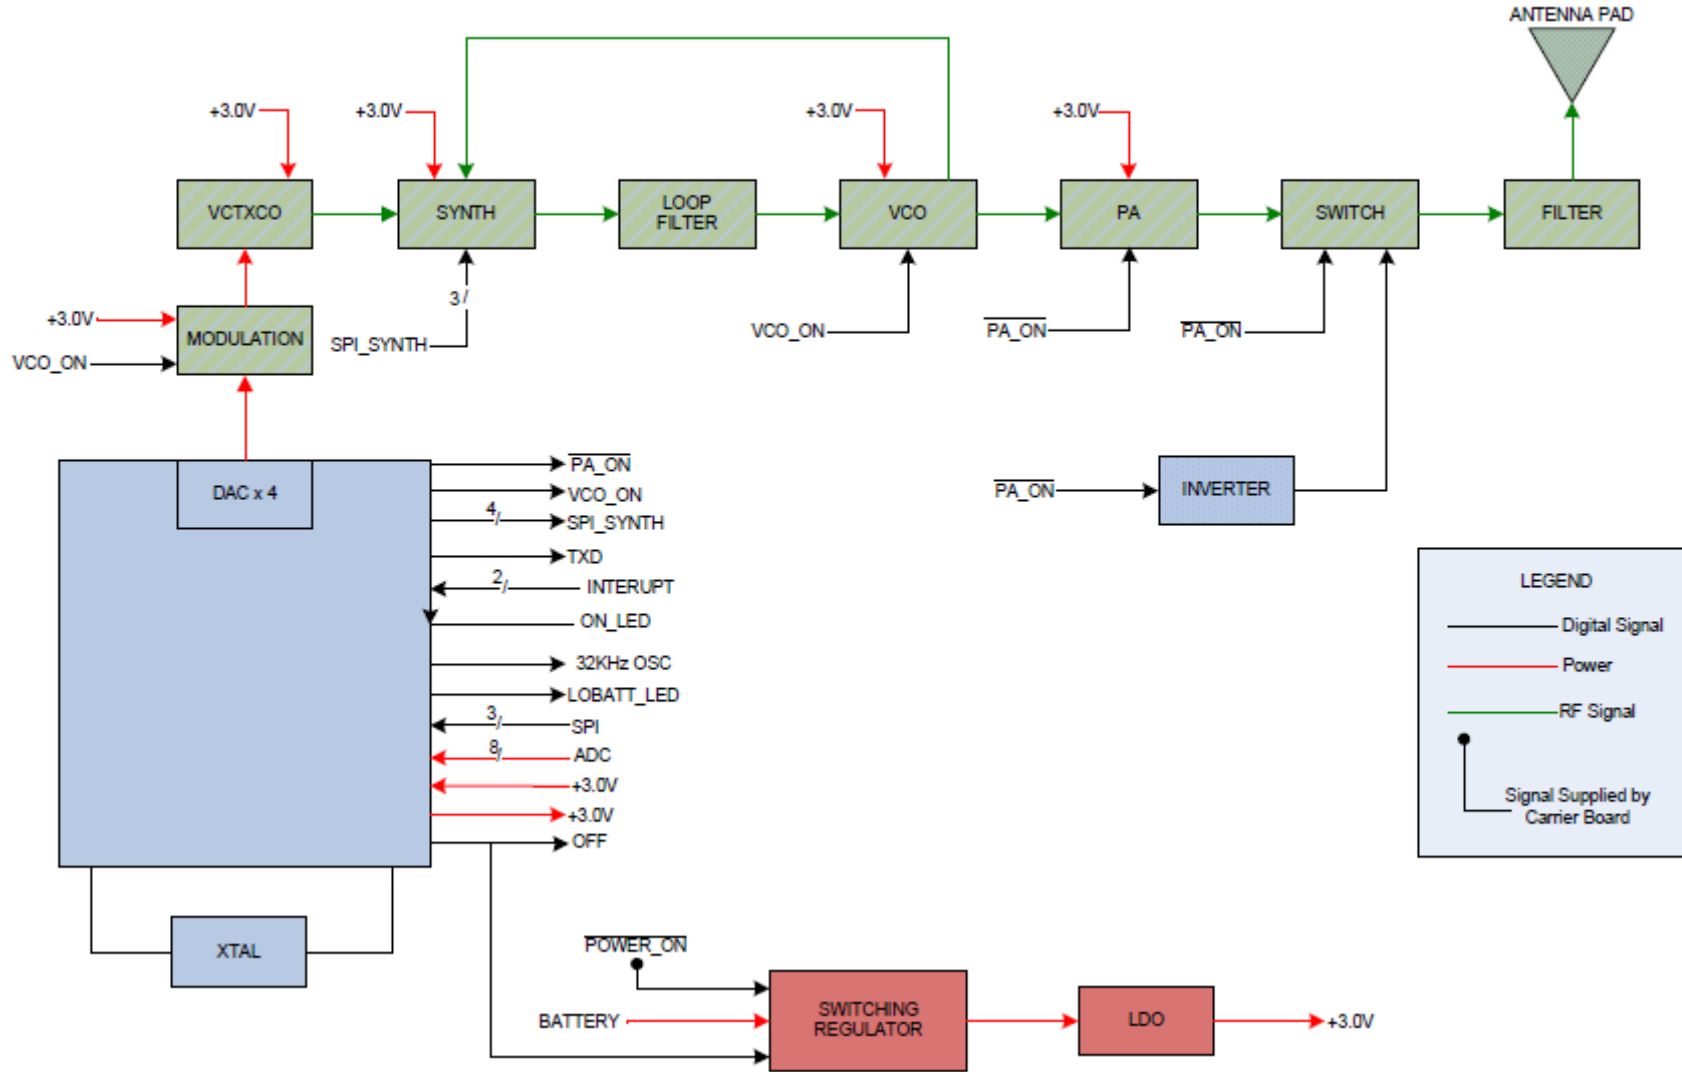 ANTENNA PAD
+3.0V
+3.0V
+3.0V
+3.0V
VCTXCO
SYNTH
LOOP
FILTER
VCO
PA
SWITCH
FILTER
3/
+3.0V
MODULATION
VCO_ON
SPI_SYNTH
VCO_ON
PA_ON
PA_ON
DAC x 4
PA_ON
VCO_ON
4/
SPI_SYNTH
TXD
2/
INTERUPT
ON_LED
32KHz OSC
LOBATT_LED
3/
SPI
8/
ADC
+3.0V
+3.0V
OFF
PA_ON
INVERTER
LEGEND
Digital Signal
Power
RF Signal
Signal Supplied by
Carrier Board
XTAL
POWER_ON
BATTERY
SWITCHING
REGULATOR
LDO
+3.0V